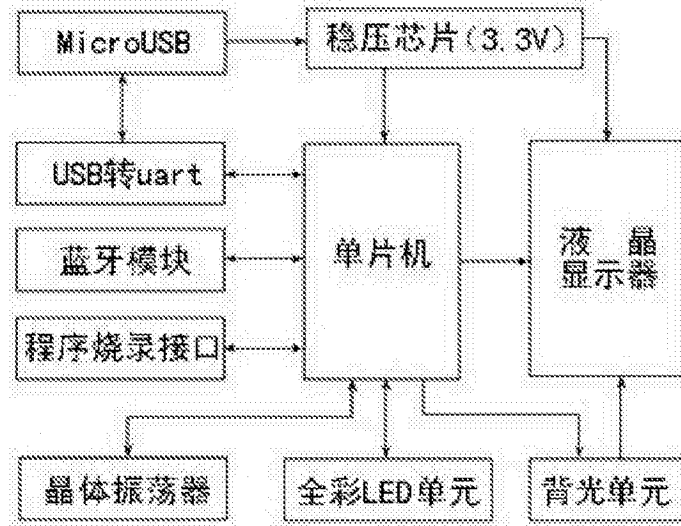 MicroUSB
稳压芯片(3.3V)
USB转uart
蓝牙模块
程序烧录接口
单片机
液 晶
显示器
晶体振荡器
全彩LED单元
背光单元